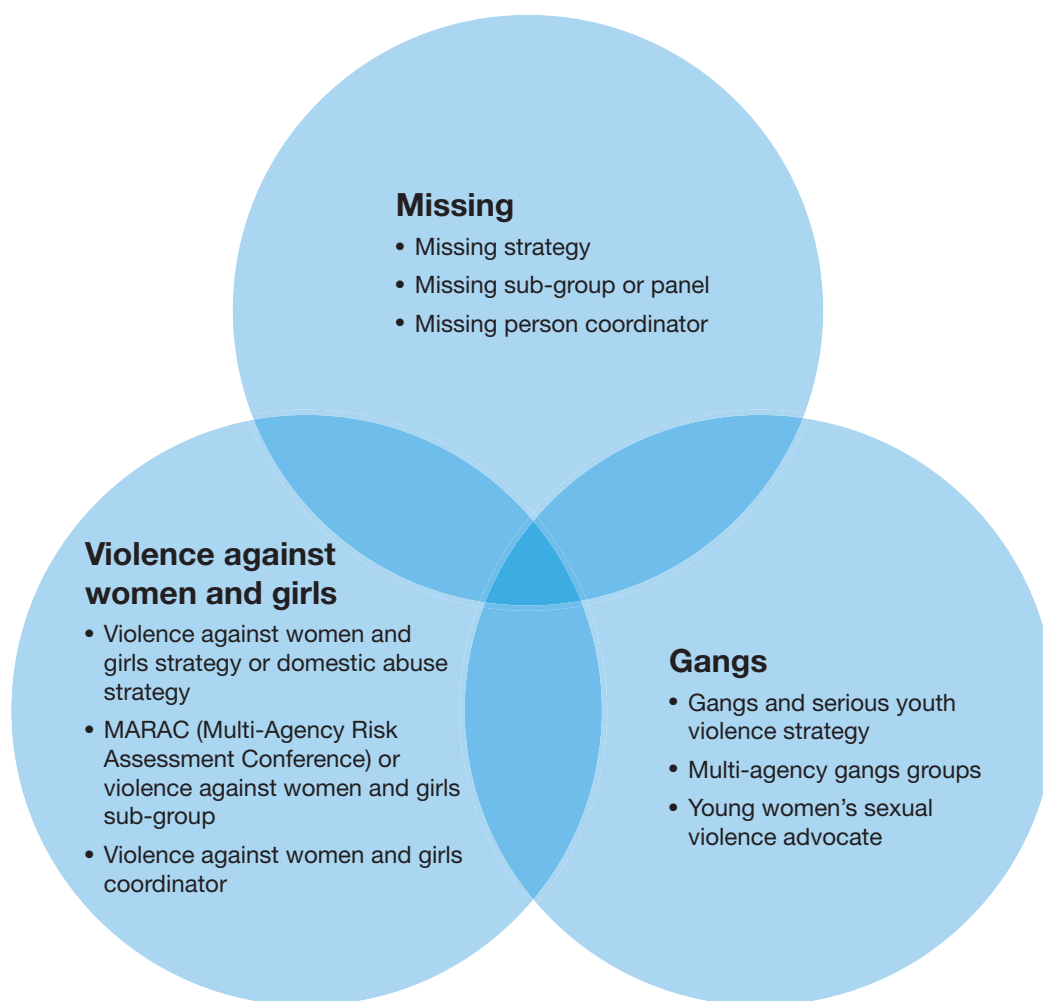 Missing
• Missing strategy
• Missing sub-group or panel
• Missing person coordinator
Violence against
women and girls
• Violence against women and
girls strategy or domestic abuse
strategy
• MARAC (Multi-Agency Risk
Assessment Conference) or
violence against women and girls
sub-group
• Violence against women and girls
coordinator
Gangs
• Gangs and serious youth
violence strategy
• Multi-agency gangs groups
• Young women’s sexual
violence advocate